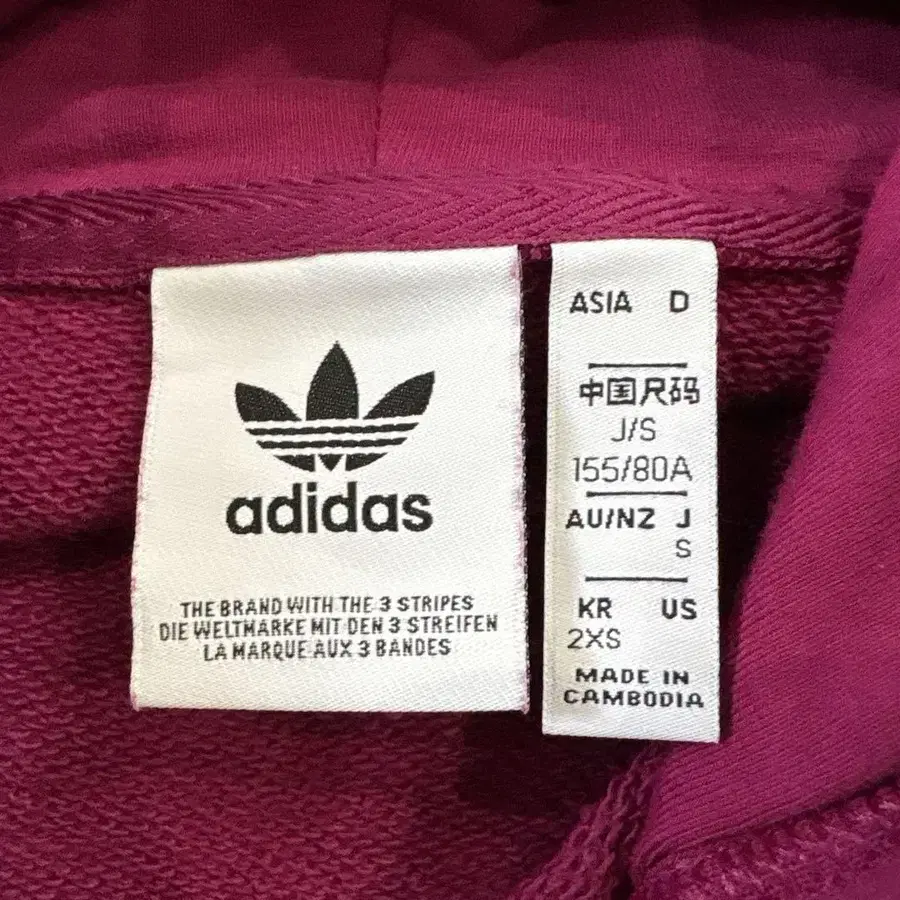 adidas
THE BRAND WITH THE 3 STRIPES
DIE WELTMARKE MIT DEN 3 STREIFEN
LA MARQUE AUX 3 BANDES
ASIA D
中国尺码
J/S
155/80A
AU/NZ J
S
KR US
2XS
MADE IN
CAMBODIA